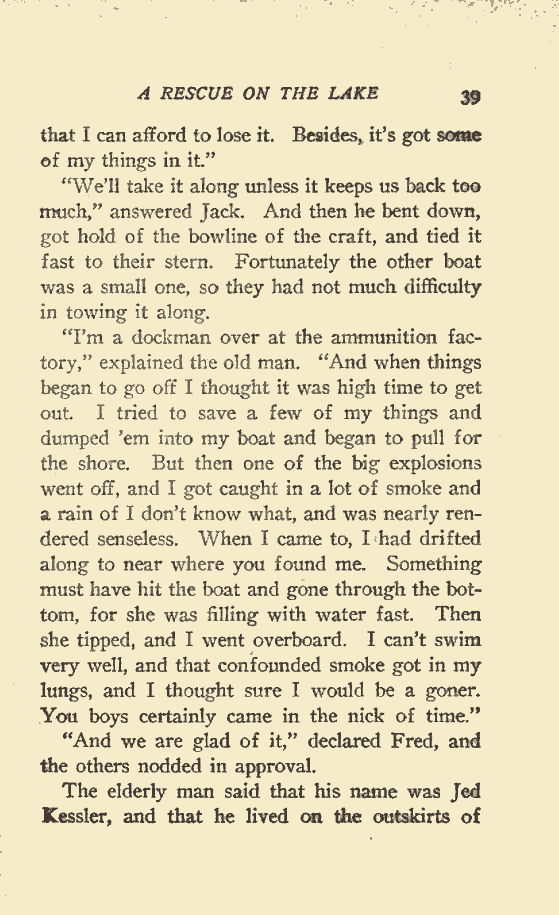 A RESCUE ON THE LAKE 39
that I can afford to lose it. Besides, it's got some
of my things in it."
"We'll take it along unless it keeps us back too
much," answered Jack. And then he bent down,
got hold of the bowline of the craft, and tied it
fast to their stern. Fortunately the other boat
was a small one, so they had not much difficulty
in towing it along.
"I'm a dockman over at the ammunition fac-
tory," explained the old man. "And when things
began to go off I thought it was high time to get
out. I tried to save a few of my things and
dumped 'em into my boat and began to pull for
the shore. But then one of the big explosions
went off, and I got caught in a lot of smoke and
a rain of I don't know what, and was nearly ren-
dered senseless. When I came to, I had drifted
along to near where you found me. Something
must have hit the boat and gone through the bot-
tom, for she was filling with water fast. Then
she tipped, and I went overboard. I can't swim
very well, and that confounded smoke got in my
lungs, and I thought sure I would be a goner.
You boys certainly came in the nick of time."
"And we are glad of it," declared Fred, and
the others nodded in approval.
The elderly man said that his name was Jed
Kessler, and that he lived on the outskirts of